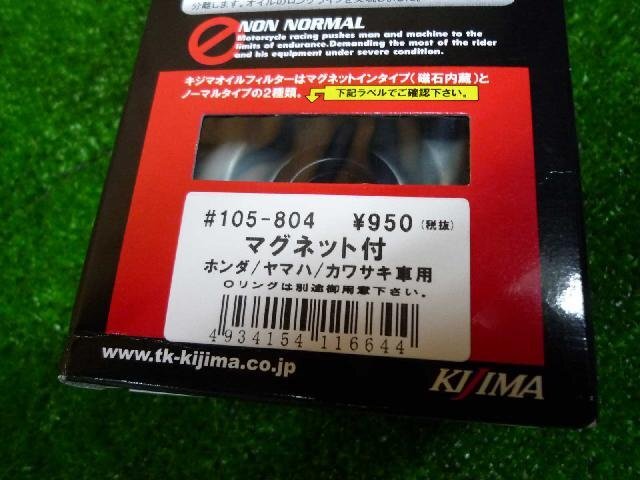 NON NORMAL
Motorcycle racing pushes man and machine to the
limits of endurance.Demanding the most of the rider
and his equipment under severe condition.
キジマオイルフィルターはマグネットインタイプ(磁石内蔵)と
ノーマルタイプの2種類。
下記ラベルでご確認下さい。
#105-804 ¥950(税抜)
マグネット付
ホンダ/ヤマハ/カワサキ車用
Oリングは別途御用意下さい。
4934154116644
www.tk-kijima.co.jp
KIJIMA